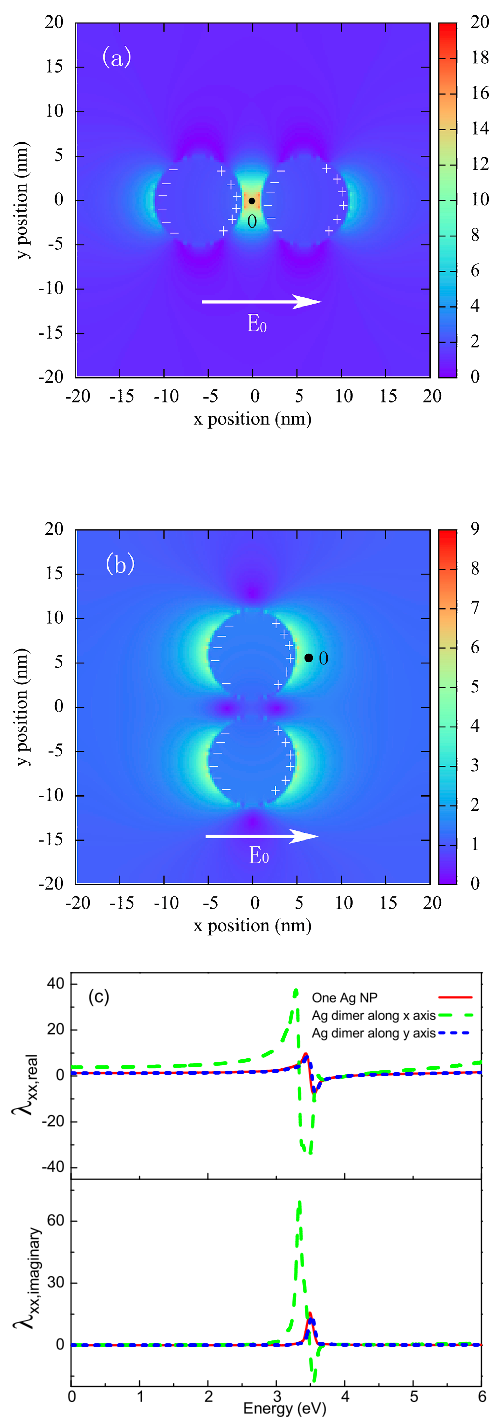 (a)
20
15
10
5
0
-5
-10
-15
-20
y position (nm)
0
E0
-20 -15 -10 -5 0 5 10 15 20
x position (nm)
20
18
16
14
12
10
8
6
4
2
0
(b)
20
15
10
5
0
-5
-10
-15
-20
y position (nm)
0
E0
-20 -15 -10 -5 0 5 10 15 20
x position (nm)
9
8
7
6
5
4
3
2
1
0
(c)
One Ag NP
Ag dimer along x axis
Ag dimer along y axis
40
20
0
-20
-40
λxx,real
60
30
0
λxx,imaginary
0 1 2 3 4 5 6
Energy (eV)